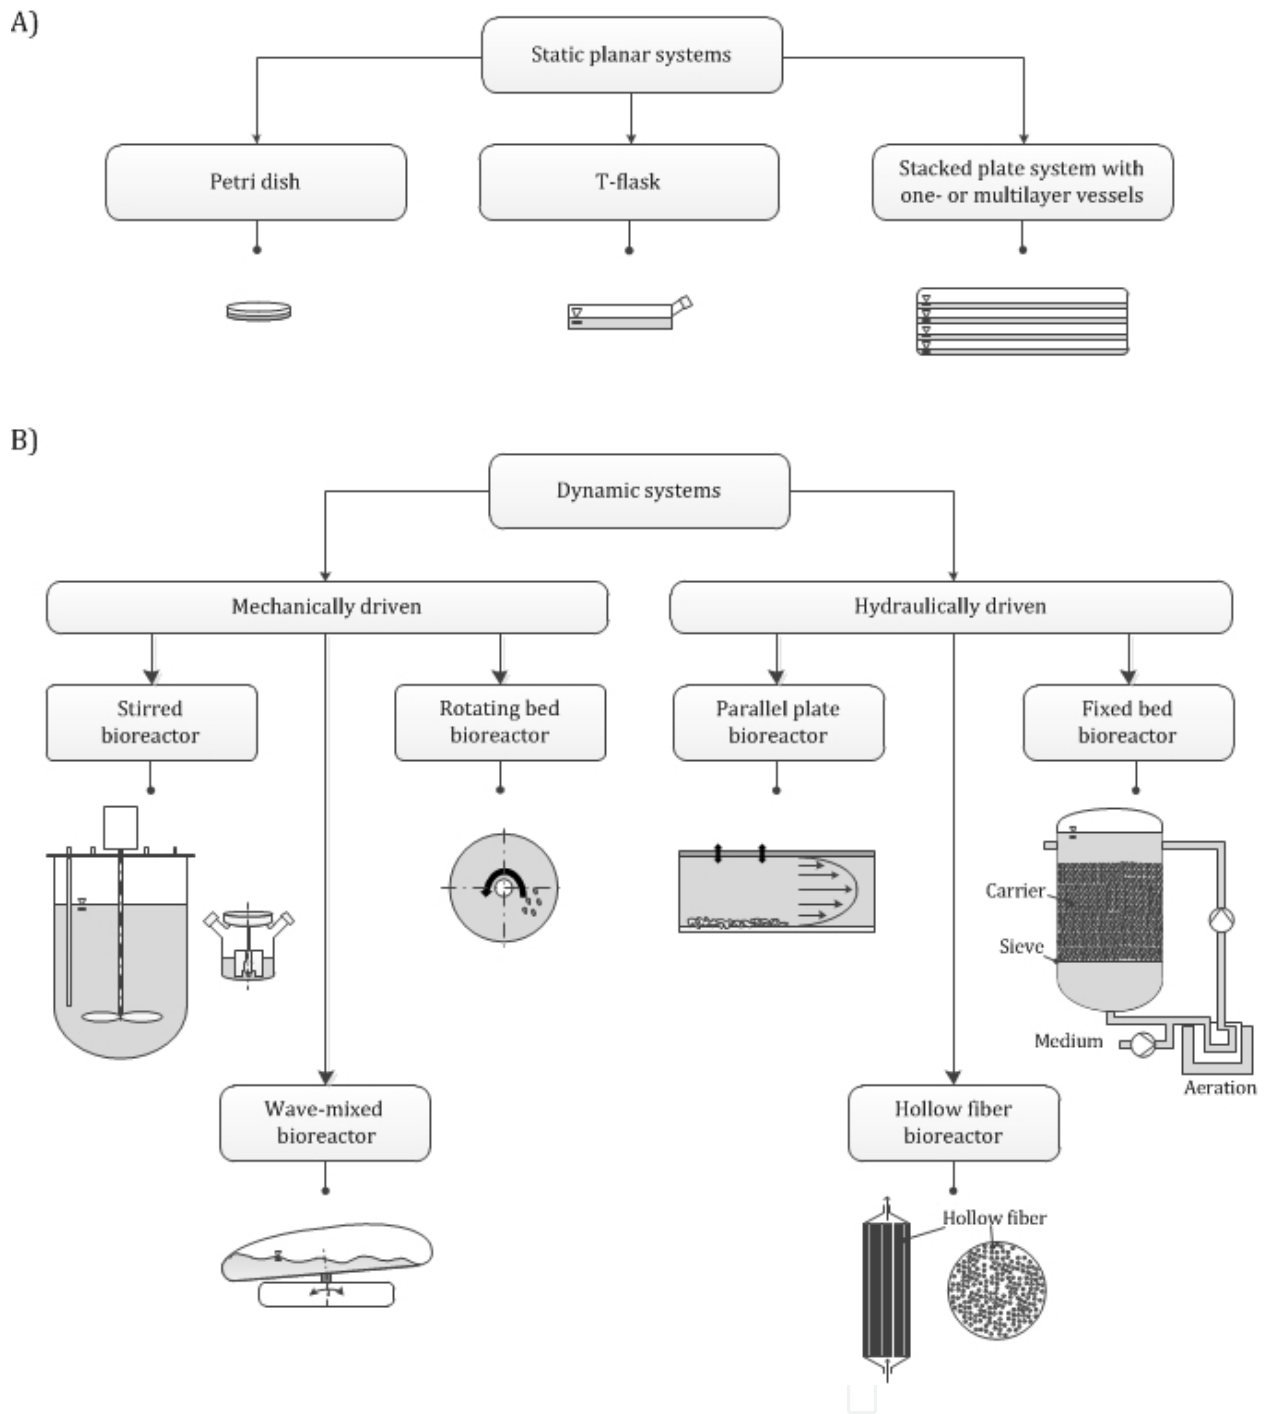 A)
Static planar systems
Petri dish
T-flask
Stacked plate system with
one- or multilayer vessels
B)
Dynamic systems
Mechanically driven
Hydraulically driven
Stirred
bioreactor
Rotating bed
bioreactor
Parallel plate
bioreactor
Fixed bed
bioreactor
Carrier
Sieve
Medium
Aeration
Wave-mixed
bioreactor
Hollow fiber
bioreactor
Hollow fiber